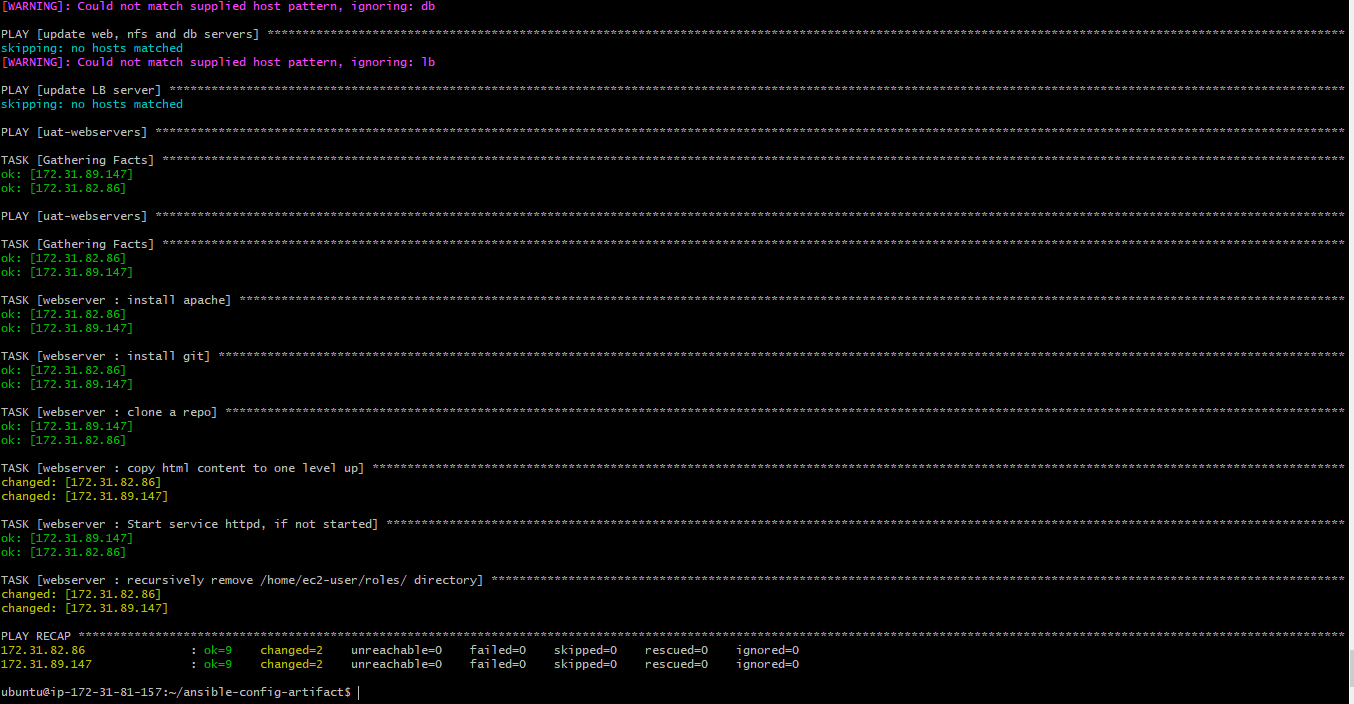 [WARNING]: Could not match supplied host pattern, ignoring: db
PLAY [update web, nfs and db servers] ****************************************************************************************************************************************************
skipping: no hosts matched
[WARNING]: Could not match supplied host pattern, ignoring: lb
PLAY [update LB server] ******************************************************************************************************************************************************************
skipping: no hosts matched
PLAY [uat-webservers] ********************************************************************************************************************************************************************
TASK [Gathering Facts] *******************************************************************************************************************************************************************
ok: [172.31.89.147]
ok: [172.31.82.86]
PLAY [uat-webservers] ********************************************************************************************************************************************************************
TASK [Gathering Facts] *******************************************************************************************************************************************************************
ok: [172.31.82.86]
ok: [172.31.89.147]
TASK [webserver : install apache] ********************************************************************************************************************************************************
ok: [172.31.82.86]
ok: [172.31.89.147]
TASK [webserver : install git] ***********************************************************************************************************************************************************
ok: [172.31.82.86]
ok: [172.31.89.147]
TASK [webserver : clone a repo] **********************************************************************************************************************************************************
ok: [172.31.89.147]
ok: [172.31.82.86]
TASK [webserver : copy html content to one level up] *************************************************************************************************************************************
changed: [172.31.82.86]
changed: [172.31.89.147]
TASK [webserver : Start service httpd, if not started] ***********************************************************************************************************************************
ok: [172.31.89.147]
ok: [172.31.82.86]
TASK [webserver : recursively remove /home/ec2-user/roles/ directory] ********************************************************************************************************************
changed: [172.31.82.86]
changed: [172.31.89.147]
PLAY RECAP *******************************************************************************************************************************************************************************
172.31.82.86               : ok=9    changed=2    unreachable=0    failed=0    skipped=0    rescued=0    ignored=0
172.31.89.147              : ok=9    changed=2    unreachable=0    failed=0    skipped=0    rescued=0    ignored=0
ubuntu@ip-172-31-81-157:~/ansible-config-artifact$